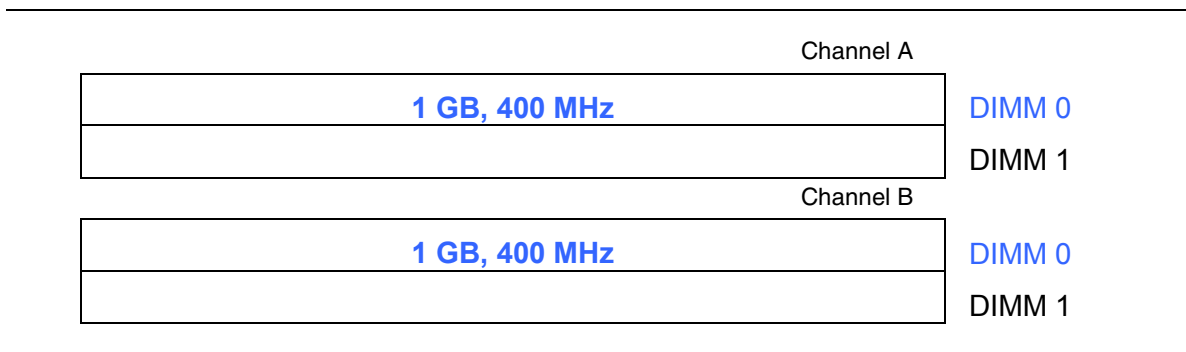 Channel A
1 GB, 400 MHz DIMM 0
DIMM 1
Channel B
1 GB, 400 MHz DIMM 0
DIMM 1